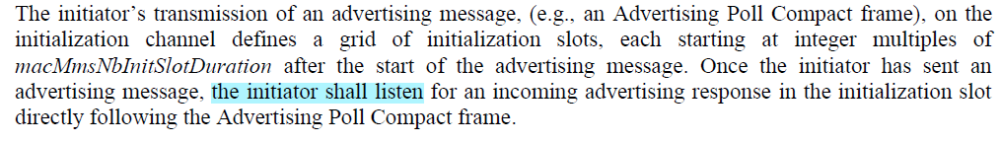 The initiator’s transmission of an advertising message, (e.g., an Advertising Poll Compact frame), on the
initialization channel defines a grid of initialization slots, each starting at integer multiples of
macMmsNbInitSlotDuration after the start of the advertising message. Once the initiator has sent an
advertising message, the initiator shall listen for an incoming advertising response in the initialization slot
directly following the Advertising Poll Compact frame.